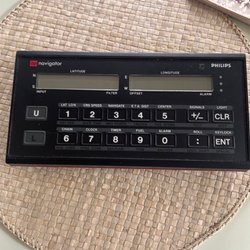 navigator
PHILIPS
LATITUDE LONGITUDE
N W
INPUT FILTER OFFSET ALARM
LAT LON CRS SPEED NAVIGATE E.T.A. DIST CENTER SIGNALS LIGHT
U 1 2 3 4 5 +/- CLR
CHAIN CLOCK TIMER FUEL ALARM ROLL KEYLOCK
L 6 7 8 9 0 . ENT